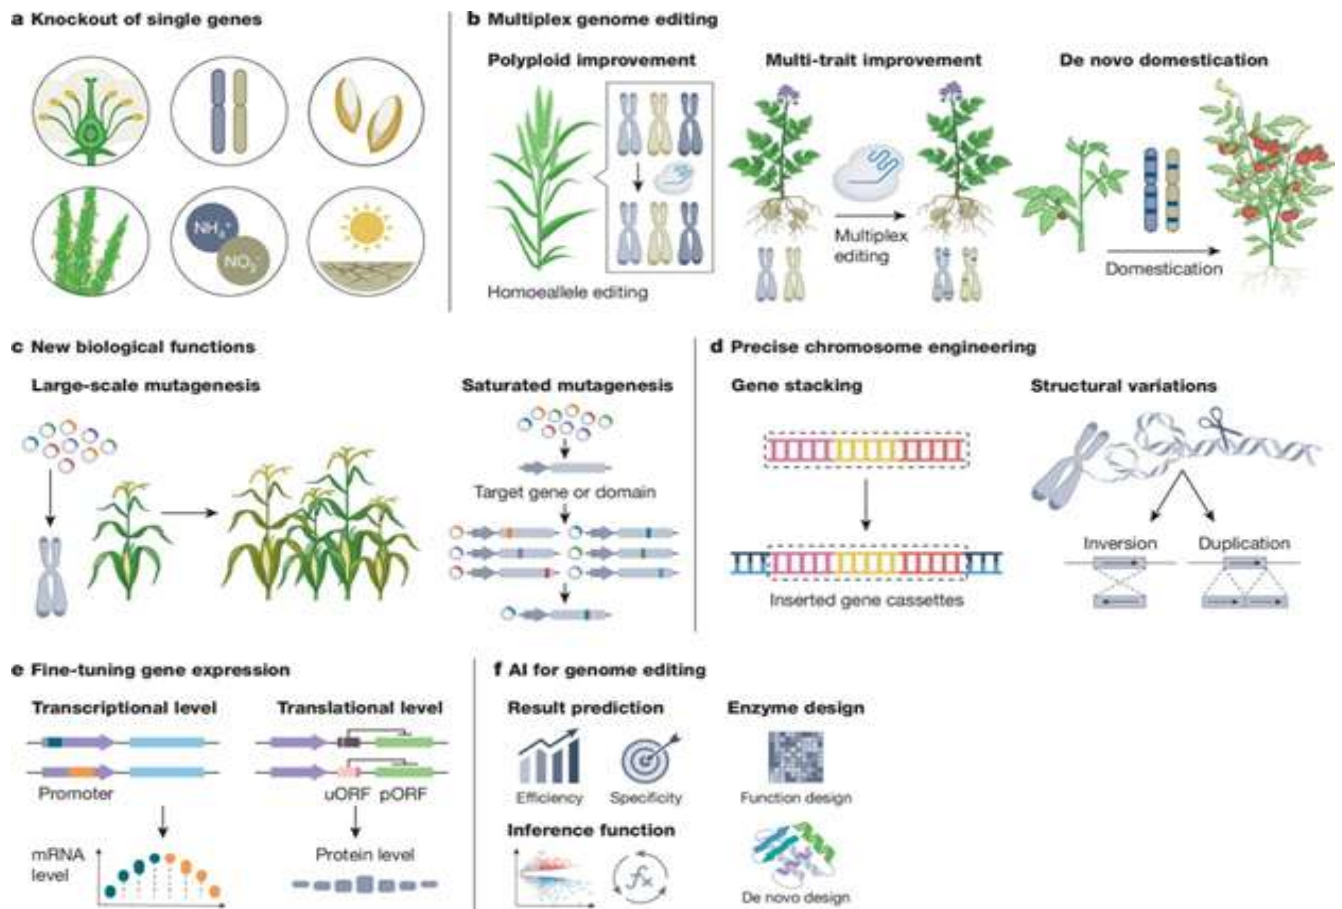 a Knockout of single genes
NH₄⁺
NO₃⁻
b Multiplex genome editing
Polyploid improvement
Homoeallele editing
Multi-trait improvement
Multiplex
editing
De novo domestication
Domestication
c New biological functions
Large-scale mutagenesis
Saturated mutagenesis
Target gene or domain
d Precise chromosome engineering
Gene stacking
Inserted gene cassettes
Structural variations
Inversion
Duplication
e Fine-tuning gene expression
Transcriptional level
Promoter
mRNA
level
Translational level
uORF pORF
Protein level
f AI for genome editing
Result prediction
Efficiency
Specificity
Inference function
fx
Enzyme design
Function design
De novo design